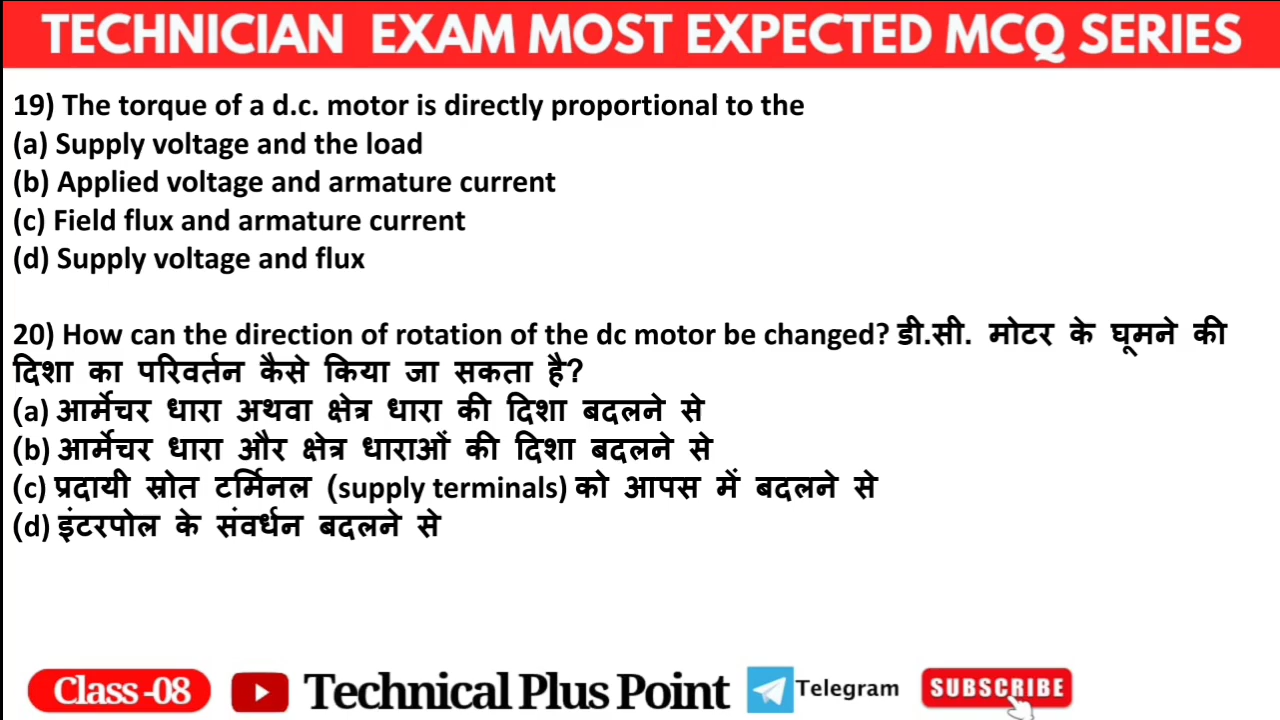 TECHNICIAN EXAM MOST EXPECTED MCQ SERIES
19) The torque of a d.c. motor is directly proportional to the
(a) Supply voltage and the load
(b) Applied voltage and armature current
(c) Field flux and armature current
(d) Supply voltage and flux
20) How can the direction of rotation of the dc motor be changed? डी.सी. मोटर के घूमने की
दिशा का परिवर्तन कैसे किया जा सकता है?
(a) आर्मेचर धारा अथवा क्षेत्र धारा की दिशा बदलने से
(b) आर्मेचर धारा और क्षेत्र धाराओं की दिशा बदलने से
(c) प्रदायी स्रोत टर्मिनल (supply terminals) को आपस में बदलने से
(d) इंटरपोल के संवर्धन बदलने से
Class -08 Technical Plus Point Telegram SUBSCRIBE